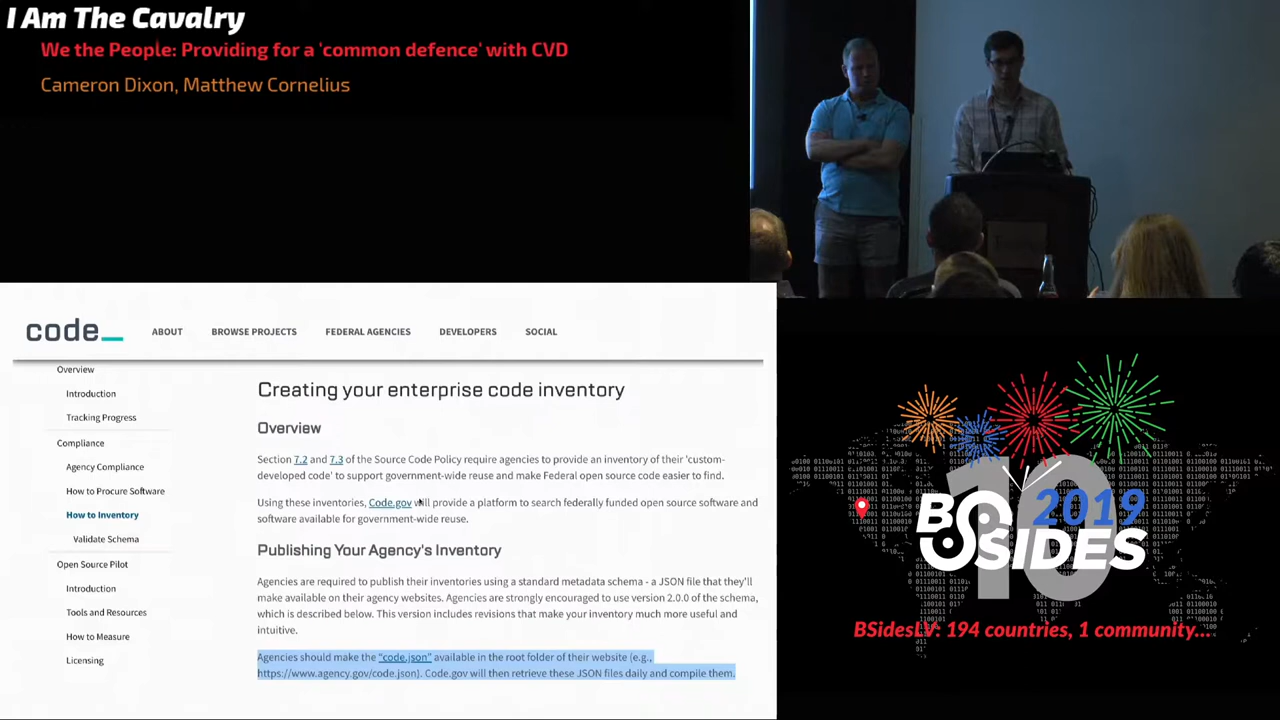 I Am The Cavalry
We the People: Providing for a 'common defence' with CVD
Cameron Dixon, Matthew Cornelius
code_
ABOUT
BROWSE PROJECTS
FEDERAL AGENCIES
DEVELOPERS
SOCIAL
Overview
Introduction
Tracking Progress
Compliance
Agency Compliance
How to Procure Software
How to Inventory
Validate Schema
Open Source Pilot
Introduction
Tools and Resources
How to Measure
Licensing
Creating your enterprise code inventory
Overview
Sections 7.2 and 7.3 of the Source Code Policy require agencies to provide an inventory of their 'custom-
developed code' to support government-wide reuse and make Federal open source code easier to find.
Using these inventories, Code.gov will provide a platform to search federally funded open source software and
software available for government-wide reuse.
Publishing Your Agency's Inventory
Agencies are required to publish their inventories using a standard metadata schema - a JSON file that they'll
make available on their agency websites. Agencies are strongly encouraged to use version 2.0.0 of the schema,
which is described below. This version includes revisions that make your inventory much more useful and
intuitive.
Agencies should make the "code.json" available in the root folder of their website (e.g.,
https://www.agency.gov/code.json). Code.gov will then retrieve these JSON files daily and compile them.
10
2019
BSIDES
BSidesLV: 194 countries, 1 community...